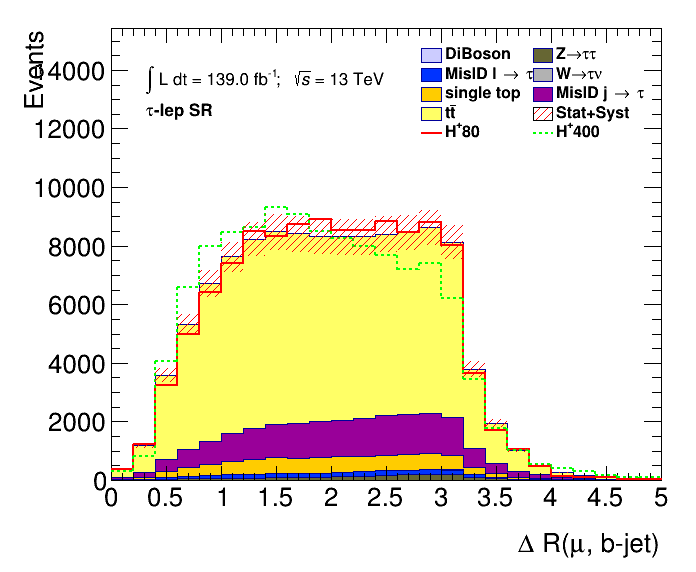 Events
14000
12000
10000
8000
6000
4000
2000
0
∫ L dt = 139.0 fb⁻¹; √s = 13 TeV
τ-lep SR
DiBoson
Z→ττ
MisID l → τ
W→τν
single top
MisID j → τ
tt̄
Stat+Syst
H⁺80
H⁺400
0 0.5 1 1.5 2 2.5 3 3.5 4 4.5 5
Δ R(μ, b-jet)